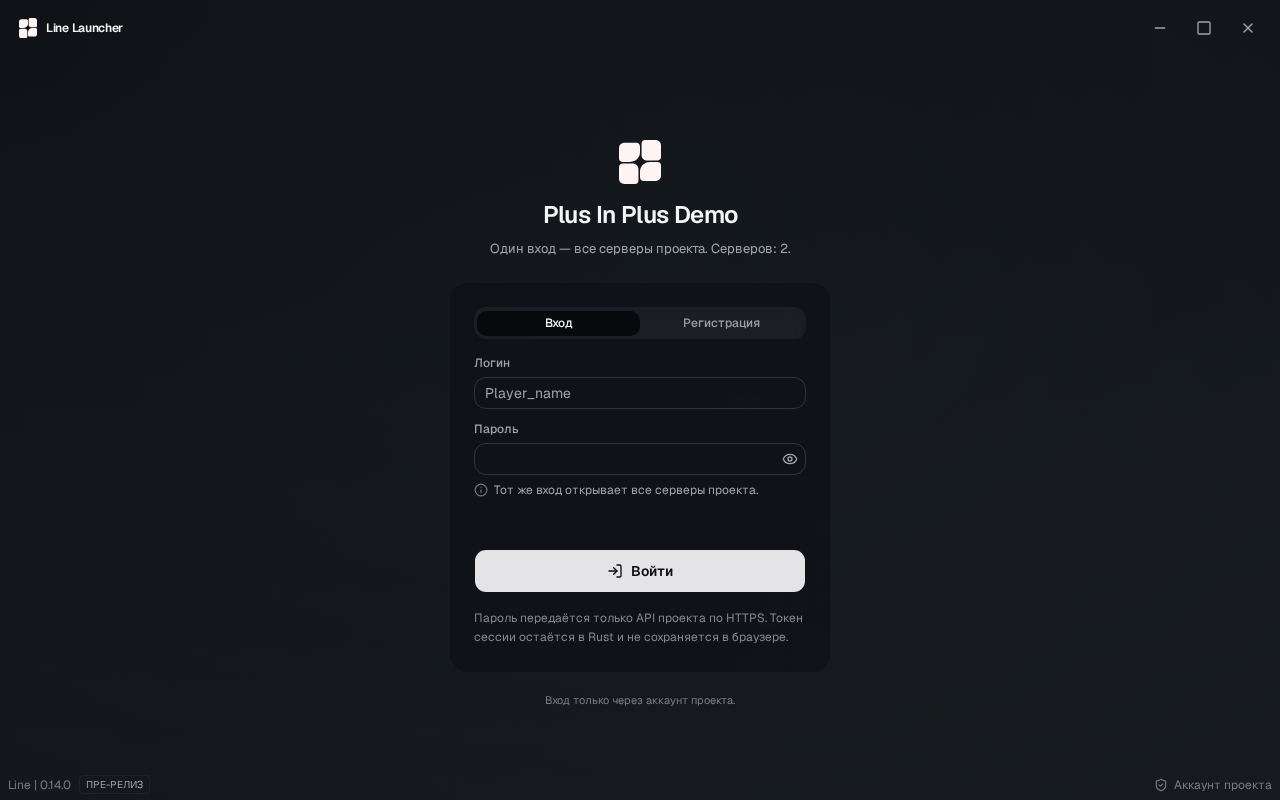 Line Launcher
Plus In Plus Demo
Один вход — все серверы проекта. Серверов: 2.
Вход
Регистрация
Логин
Player_name
Пароль
Тот же вход открывает все серверы проекта.
Войти
Пароль передаётся только API проекта по HTTPS. Токен
сессии остаётся в Rust и не сохраняется в браузере.
Вход только через аккаунт проекта.
Line | 0.14.0
ПРЕ-РЕЛИЗ
Аккаунт проекта